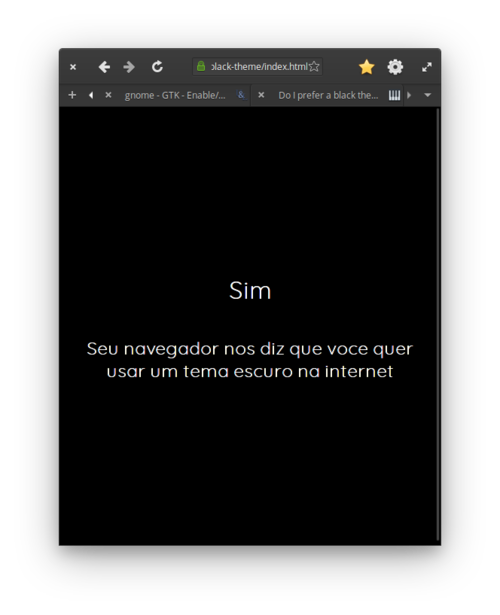 ɔlack-theme/index.html
gnome - GTK - Enable/...
&
Do I prefer a black the...
Sim
Seu navegador nos diz que voce quer
usar um tema escuro na internet